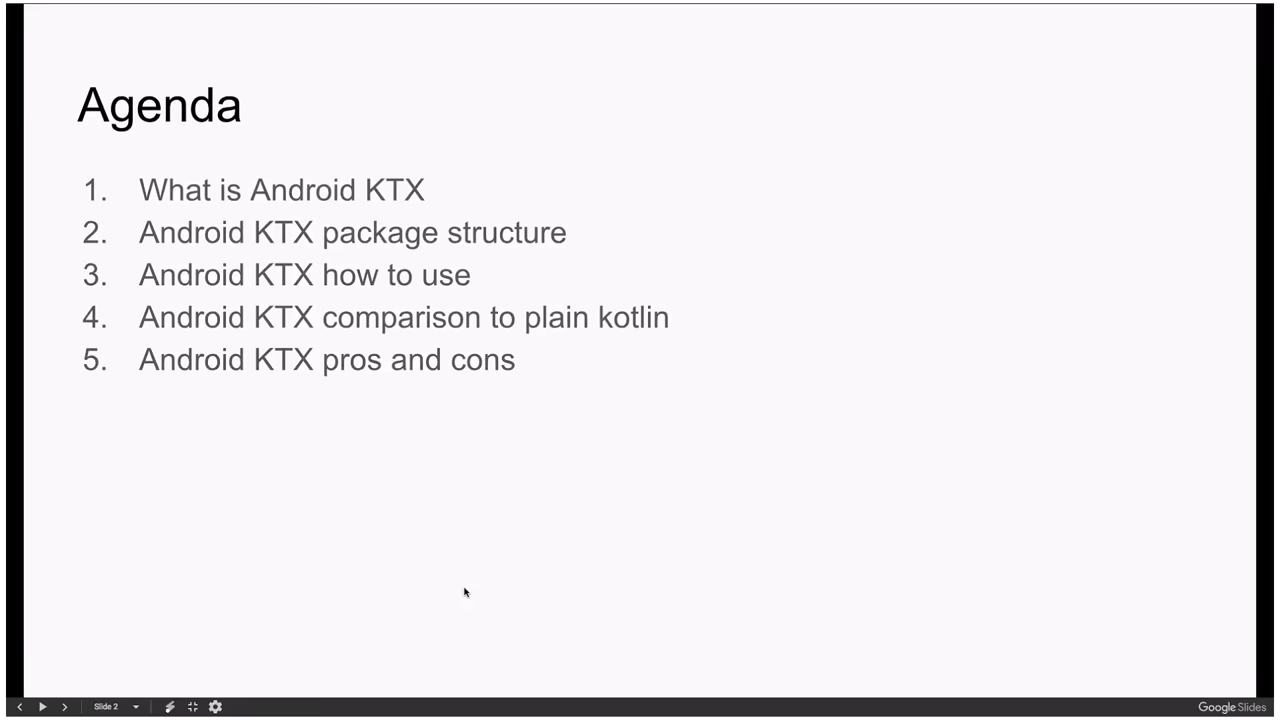 Agenda
1. What is Android KTX
2. Android KTX package structure
3. Android KTX how to use
4. Android KTX comparison to plain kotlin
5. Android KTX pros and cons
Slide 2
Google Slides